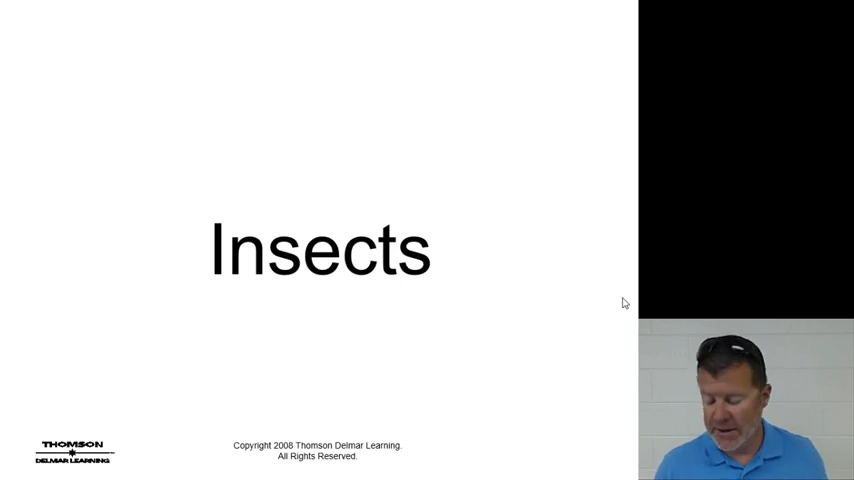 Insects
THOMSON
DELMAR LEARNING
Copyright 2008 Thomson Delmar Learning.
All Rights Reserved.